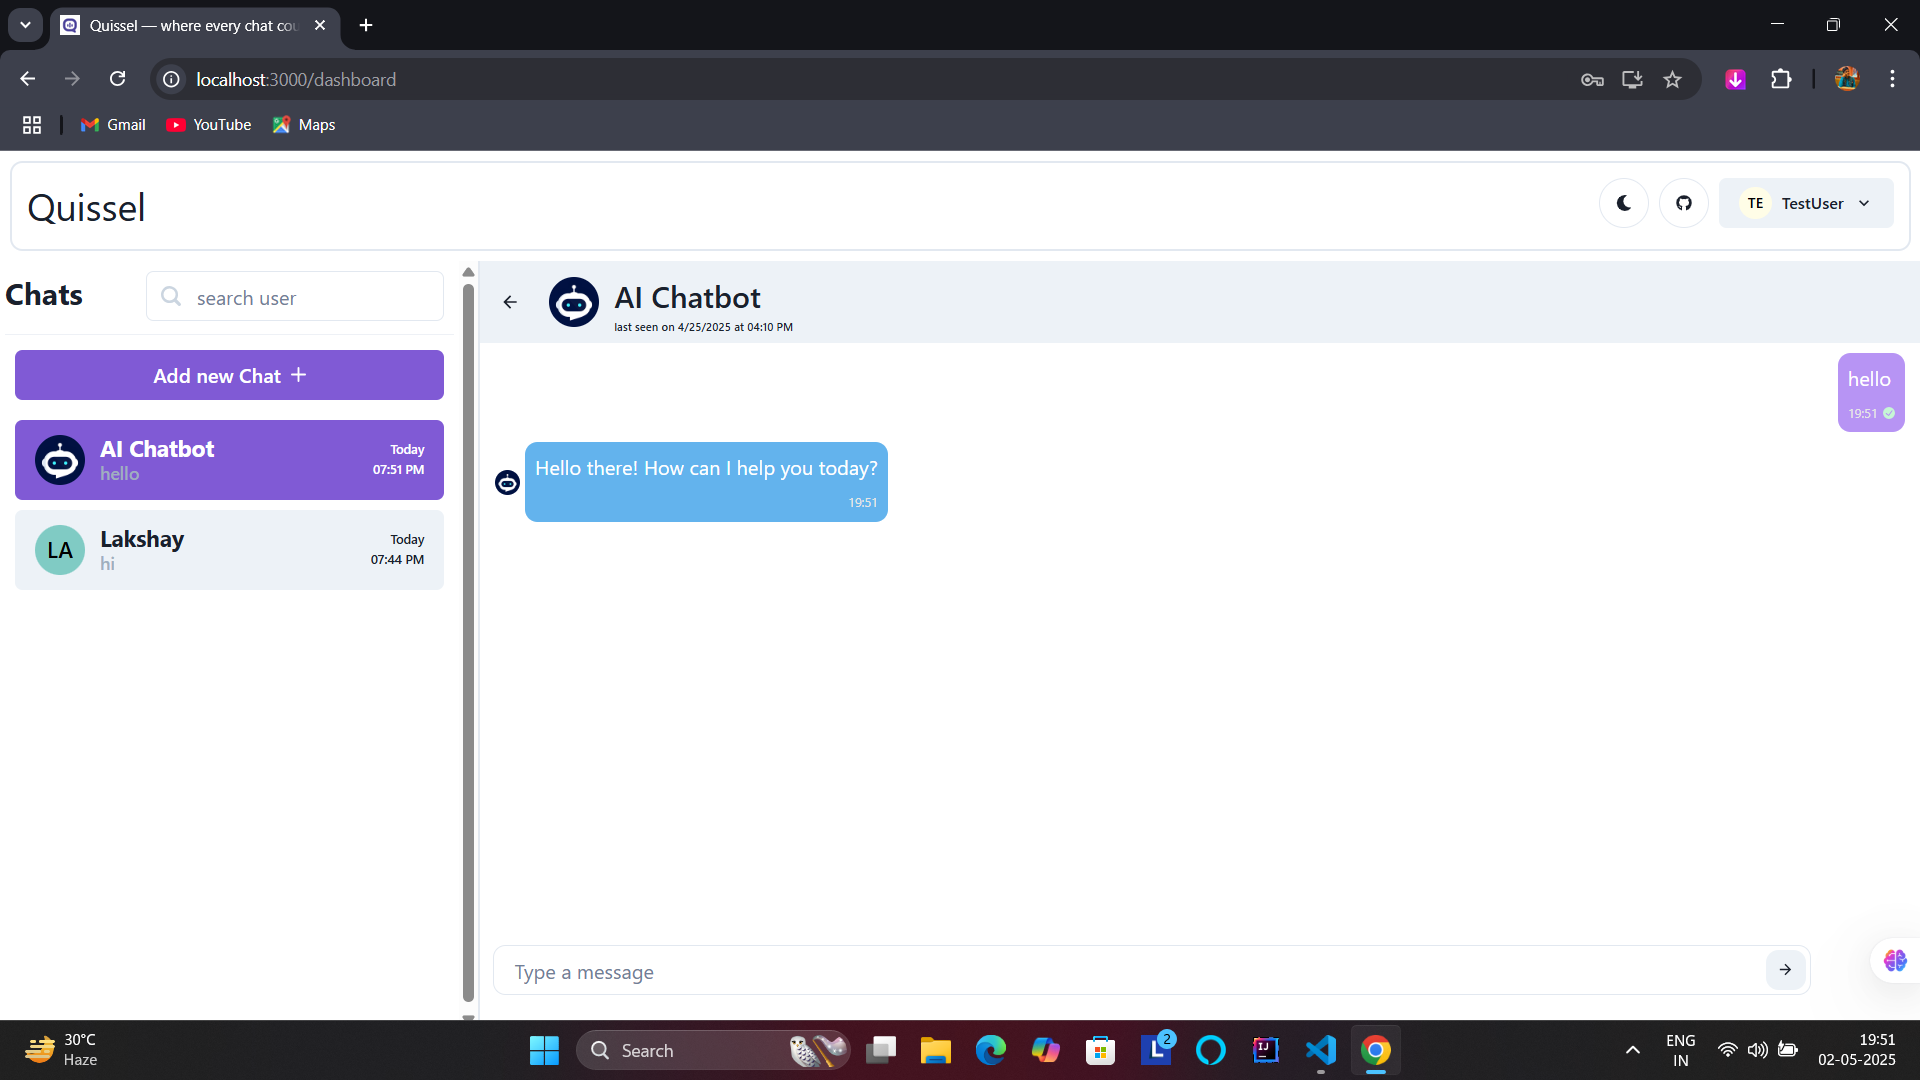 Quissel — where every chat cou
localhost:3000/dashboard
Gmail
YouTube
Maps
Quissel
TE
TestUser
Chats
search user
Add new Chat +
AI Chatbot
hello
Today
07:51 PM
LA
Lakshay
hi
Today
07:44 PM
AI Chatbot
last seen on 4/25/2025 at 04:10 PM
hello
19:51
Hello there! How can I help you today?
19:51
Type a message
30°C
Haze
Search
L
2
IJ
ENG
IN
19:51
02-05-2025